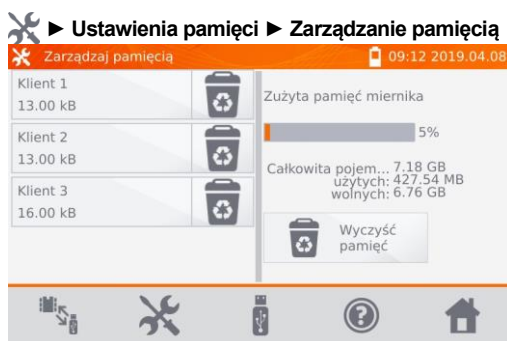 ► Ustawienia pamięci ► Zarządzanie pamięcią
Zarządzaj pamięcią
09:12 2019.04.08
Klient 1
13.00 kB
Klient 2
13.00 kB
Klient 3
16.00 kB
Zużyta pamięć miernika
5%
Całkowita pojem... 7.18 GB
użytych: 427.54 MB
wolnych: 6.76 GB
Wyczyść
pamięć
?